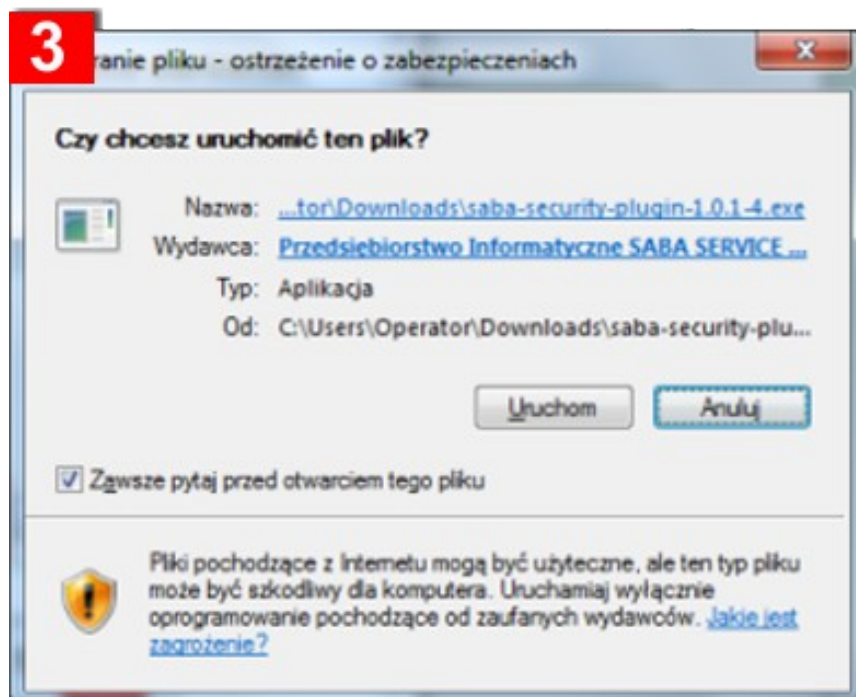 3
ranie pliku - ostrzeżenie o zabezpieczeniach
Czy chcesz uruchomić ten plik?
Nazwa: ...tor\Downloads\saba-security-plugin-1.0.1-4.exe
Wydawca: Przedsiębiorstwo Informatyczne SABA SERVICE ...
Typ: Aplikacja
Od: C:\Users\Operator\Downloads\saba-security-plu...
Uruchom Anuluj
Zawsze pytaj przed otwarciem tego pliku
Pliki pochodzące z Internetu mogą być użyteczne, ale ten typ pliku
może być szkodliwy dla komputera. Uruchamiaj wyłącznie
oprogramowanie pochodzące od zaufanych wydawców. Jakie jest
zagrożenie?